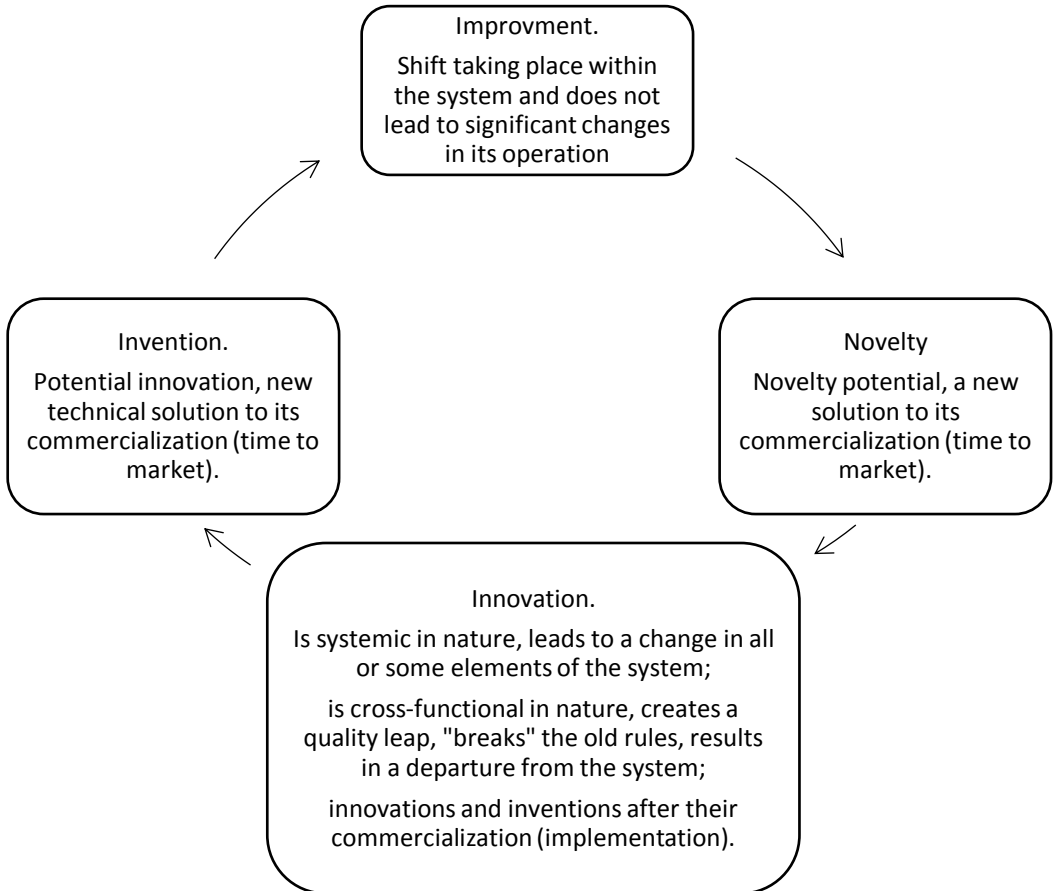 Improvment.
Shift taking place within
the system and does not
lead to significant changes
in its operation
Invention.
Potential innovation, new
technical solution to its
commercialization (time to
market).
Novelty
Novelty potential, a new
solution to its
commercialization (time to
market).
Innovation.
Is systemic in nature, leads to a change in all
or some elements of the system;
is cross-functional in nature, creates a
quality leap, "breaks" the old rules, results
in a departure from the system;
innovations and inventions after their
commercialization (implementation).